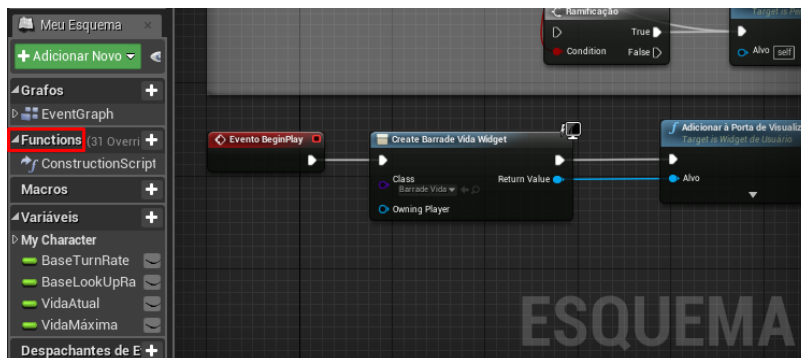 Meu Esquema
Adicionar Novo
Grafos
EventGraph
Functions (31 Overri
ConstructionScript
Macros
Variáveis
My Character
BaseTurnRate
BaseLookUpRa
VidaAtual
VidaMáxima
Despachantes de E
Ramificação
True
Condition
False
Target is Pe
Alvo
self
Evento BeginPlay
Create Barrade Vida Widget
Class
Barrade Vida
Return Value
Owning Player
Adicionar à Porta de Visualiz
Target is Widget de Usuário
Alvo
ESQUEMA